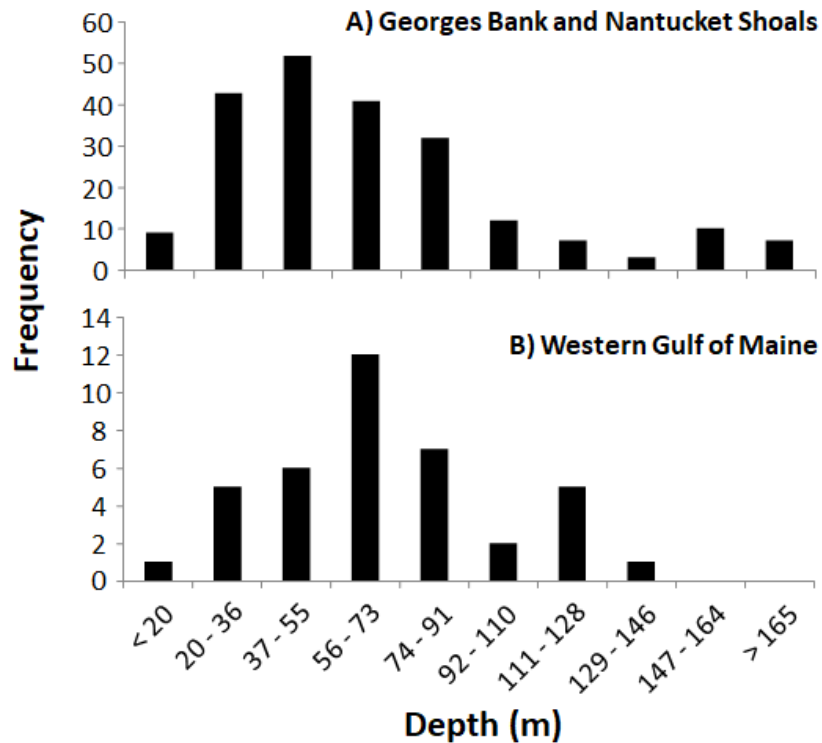 A) Georges Bank and Nantucket Shoals
60
50
40
30
20
10
0
Frequency
B) Western Gulf of Maine
14
12
10
8
6
4
2
0
< 20
20 - 36
37 - 55
56 - 73
74 - 91
92 - 110
111 - 128
129 - 146
147 - 164
> 165
Depth (m)